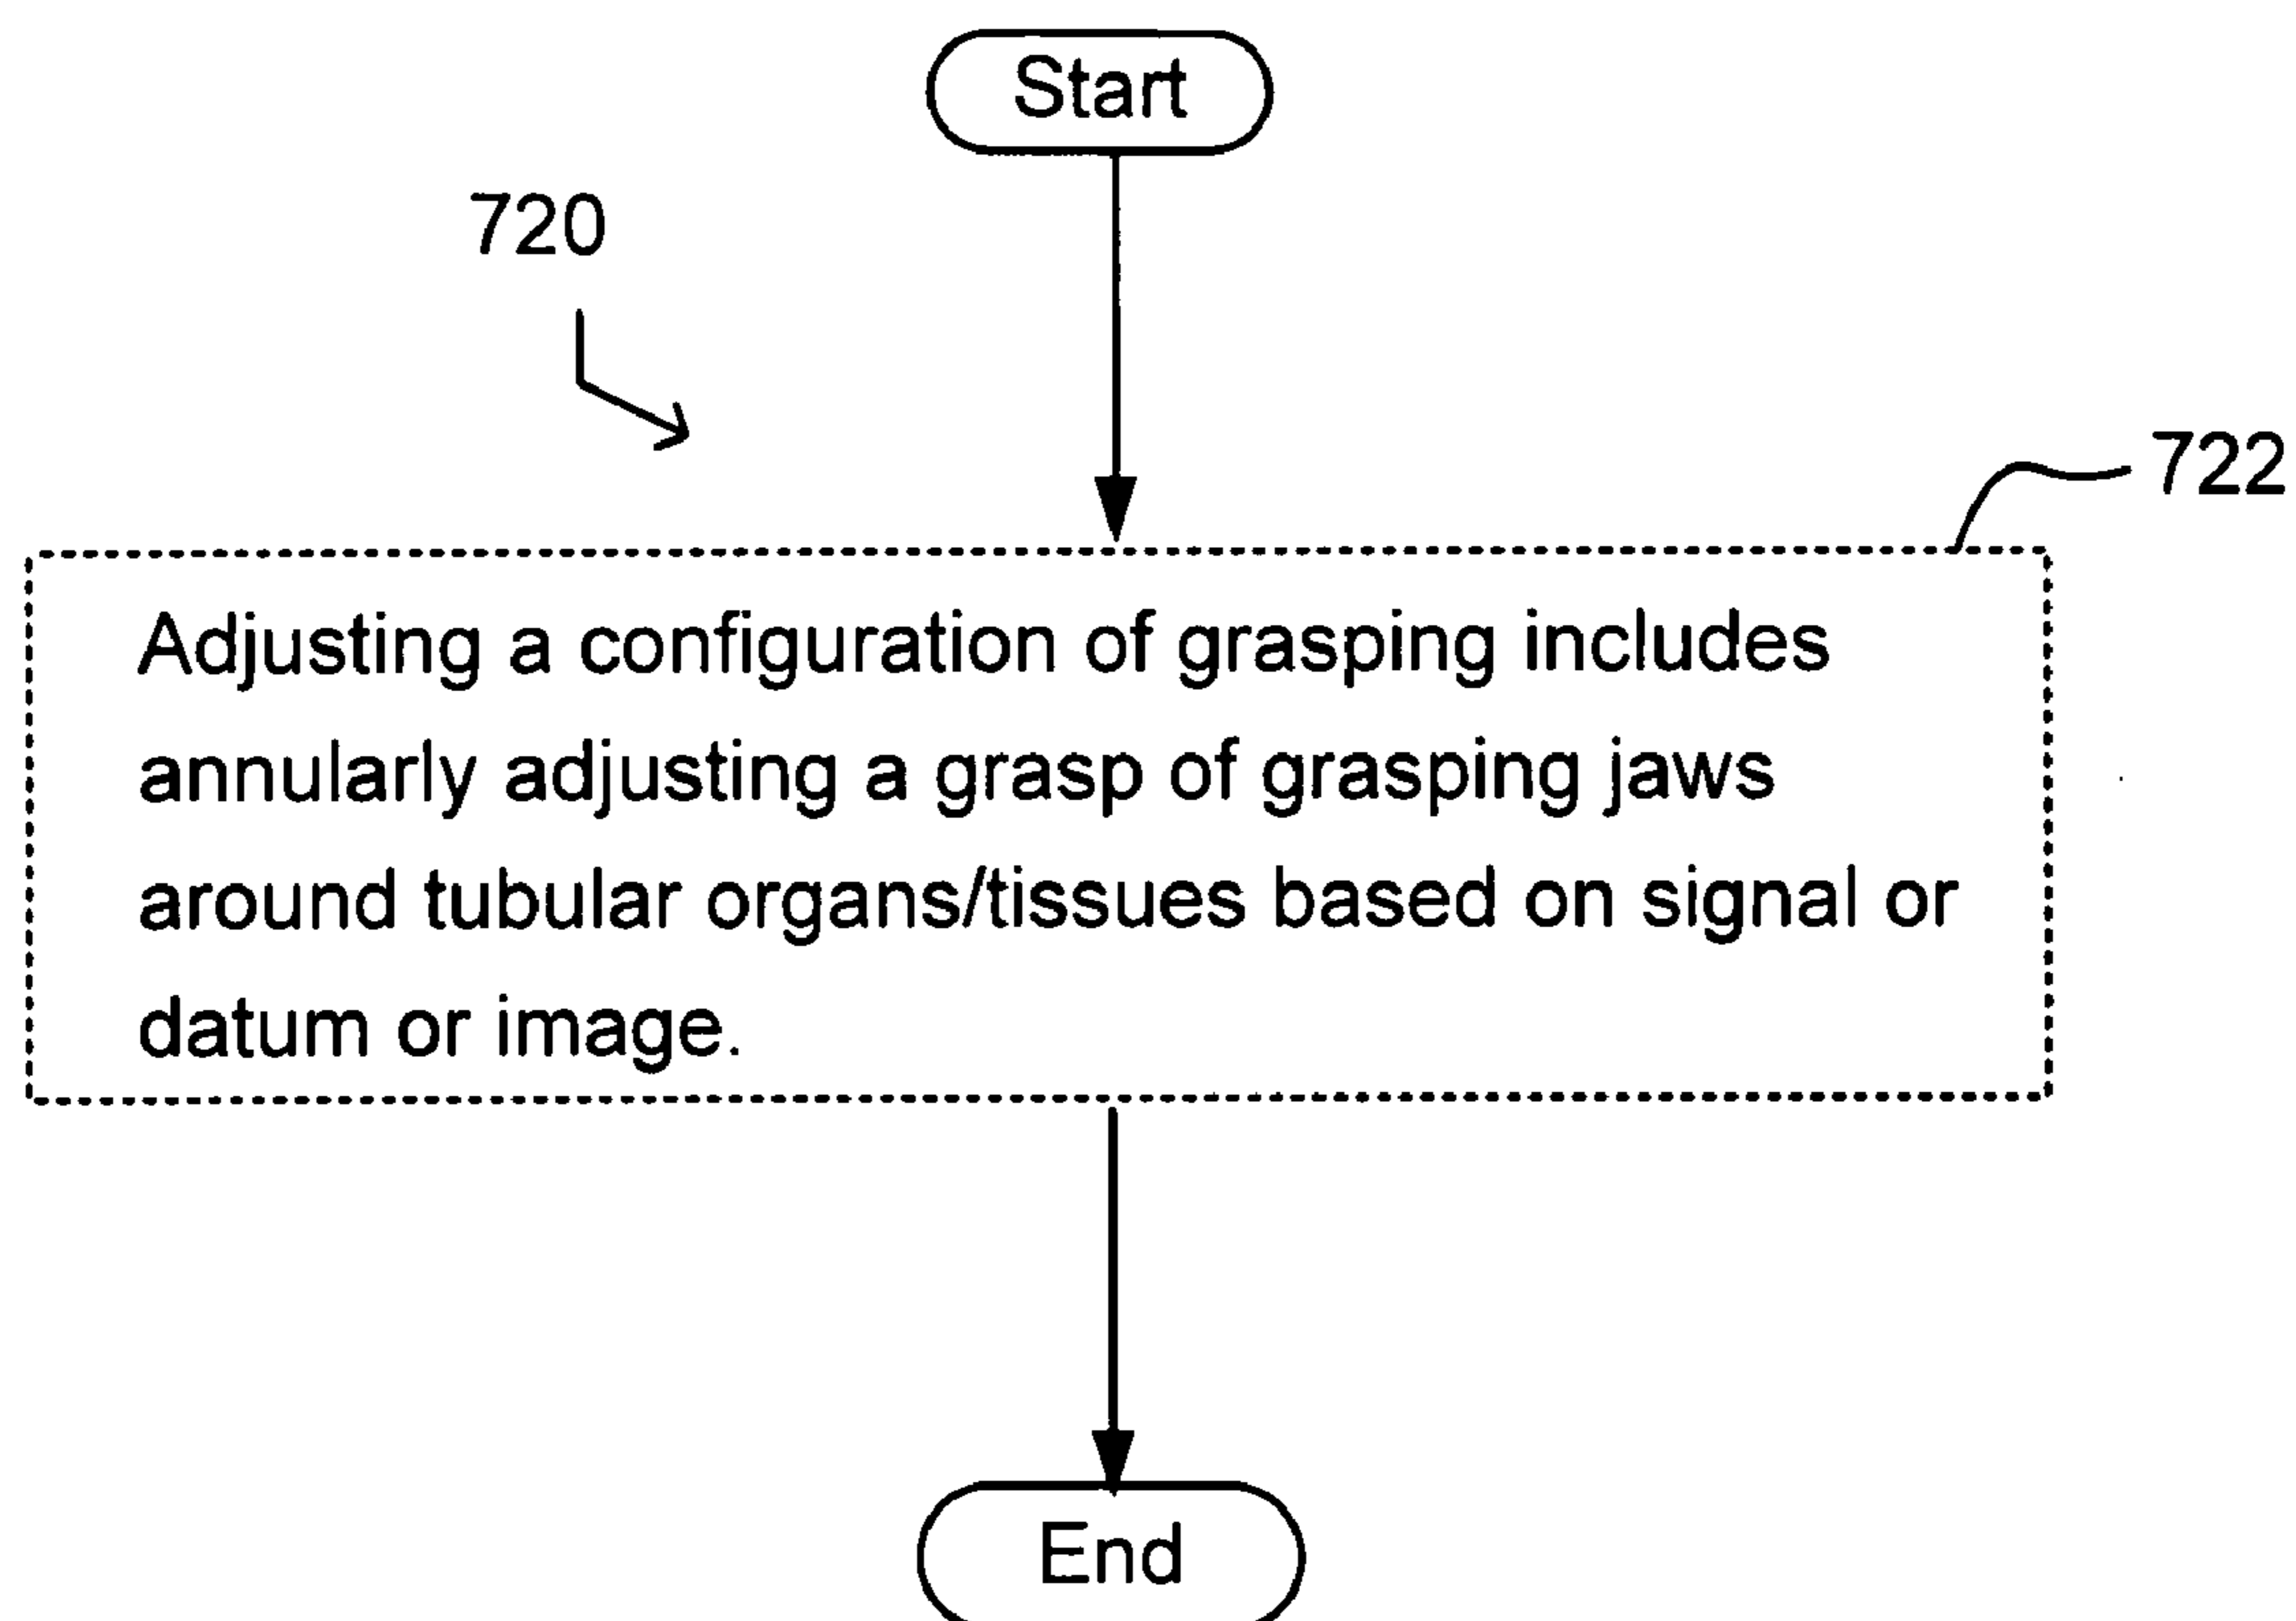 Start
720
722
Adjusting a configuration of grasping includes
annularly adjusting a grasp of grasping jaws
around tubular organs/tissues based on signal or
datum or image.
End